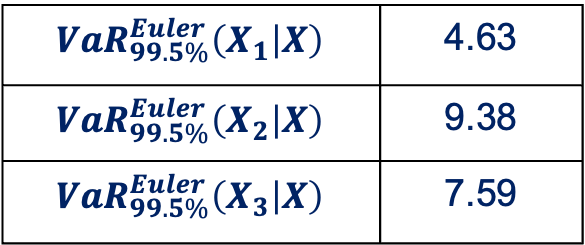 VaR^{Euler}_{99.5%}(X_1|X) 4.63
VaR^{Euler}_{99.5%}(X_2|X) 9.38
VaR^{Euler}_{99.5%}(X_3|X) 7.59